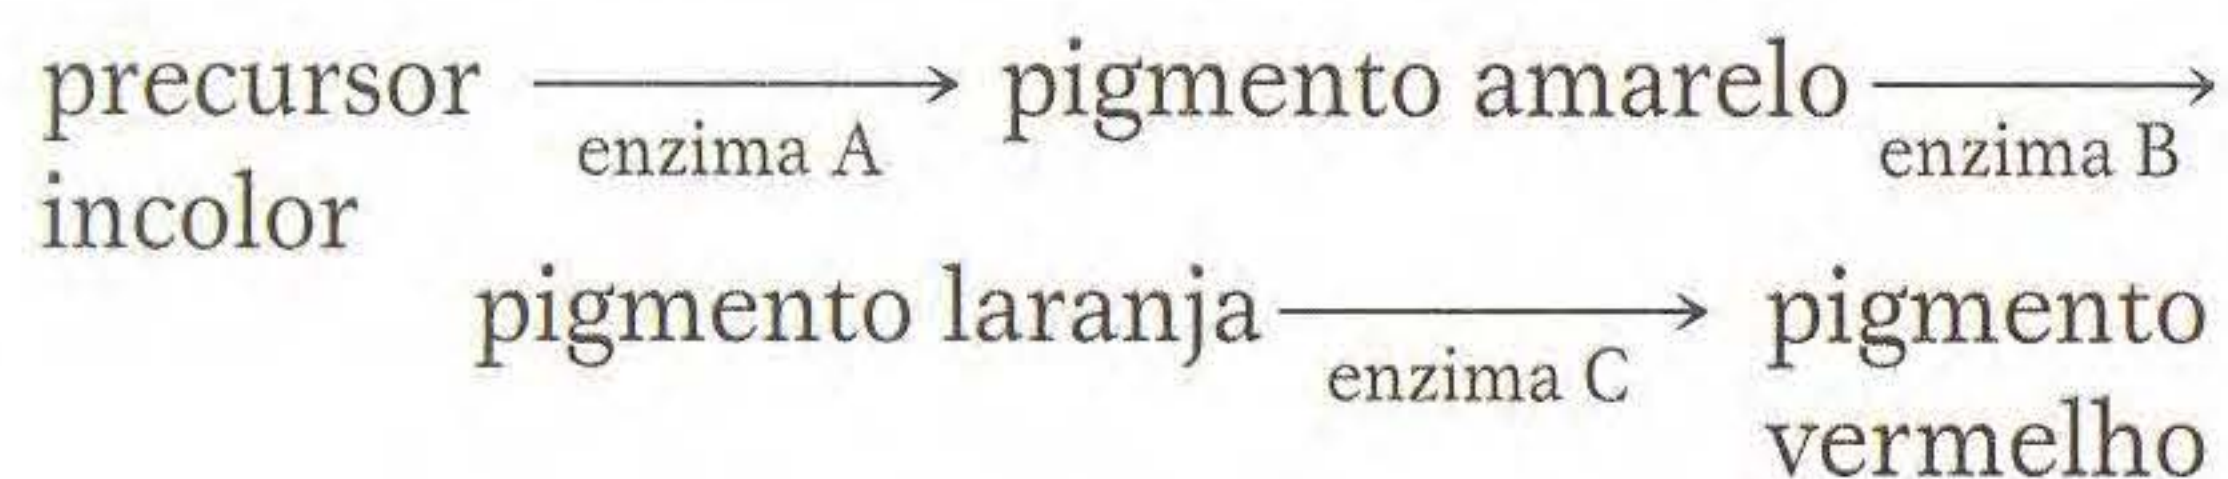 precursor → pigmento amarelo →
enzima A enzima B
incolor
pigmento laranja → pigmento
enzima C
vermelho